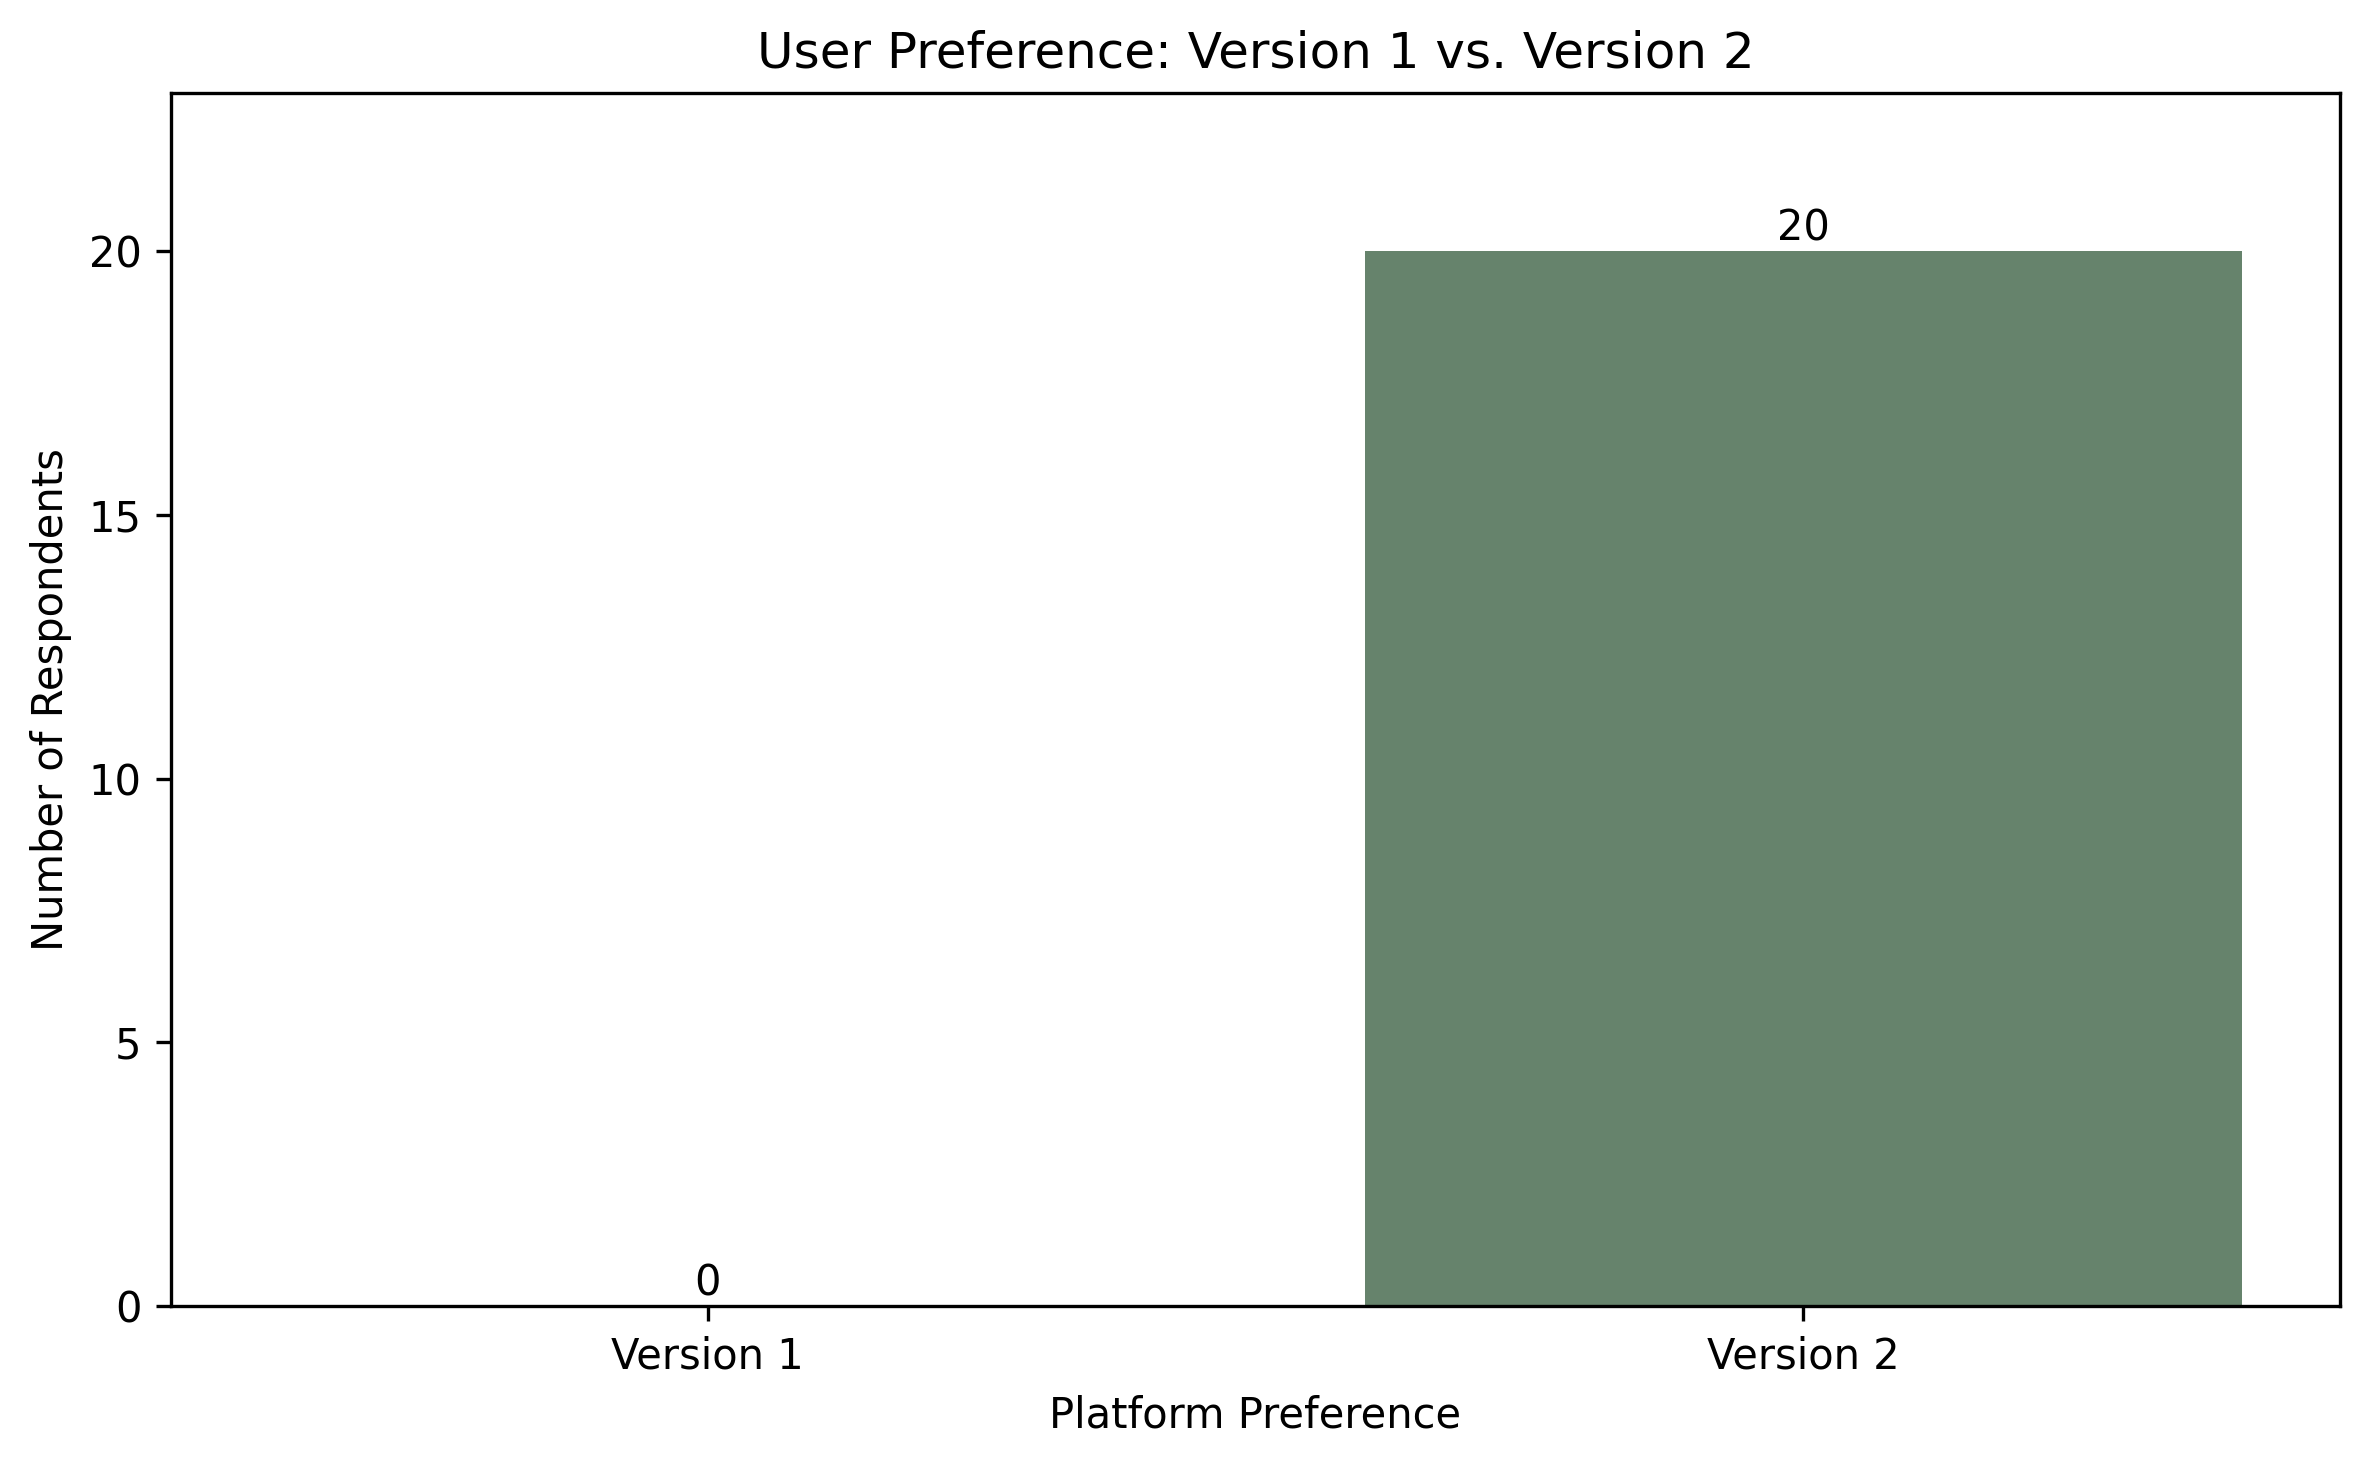 User Preference: Version 1 vs. Version 2
Number of Respondents
20
15
10
5
0
0
20
Version 1
Version 2
Platform Preference